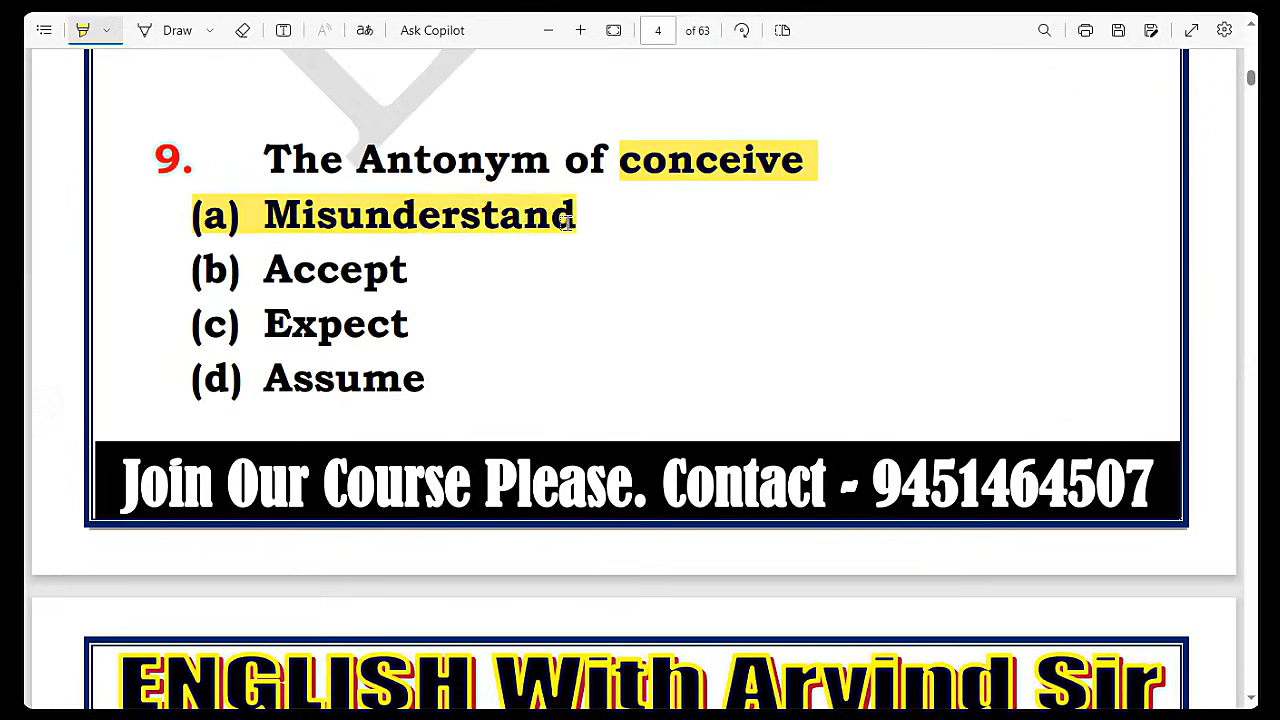 Draw
Ask Copilot
4 of 63
9. The Antonym of conceive
(a) Misunderstand
(b) Accept
(c) Expect
(d) Assume
Join Our Course Please. Contact - 9451464507
ENGLISH With Arvind Sir